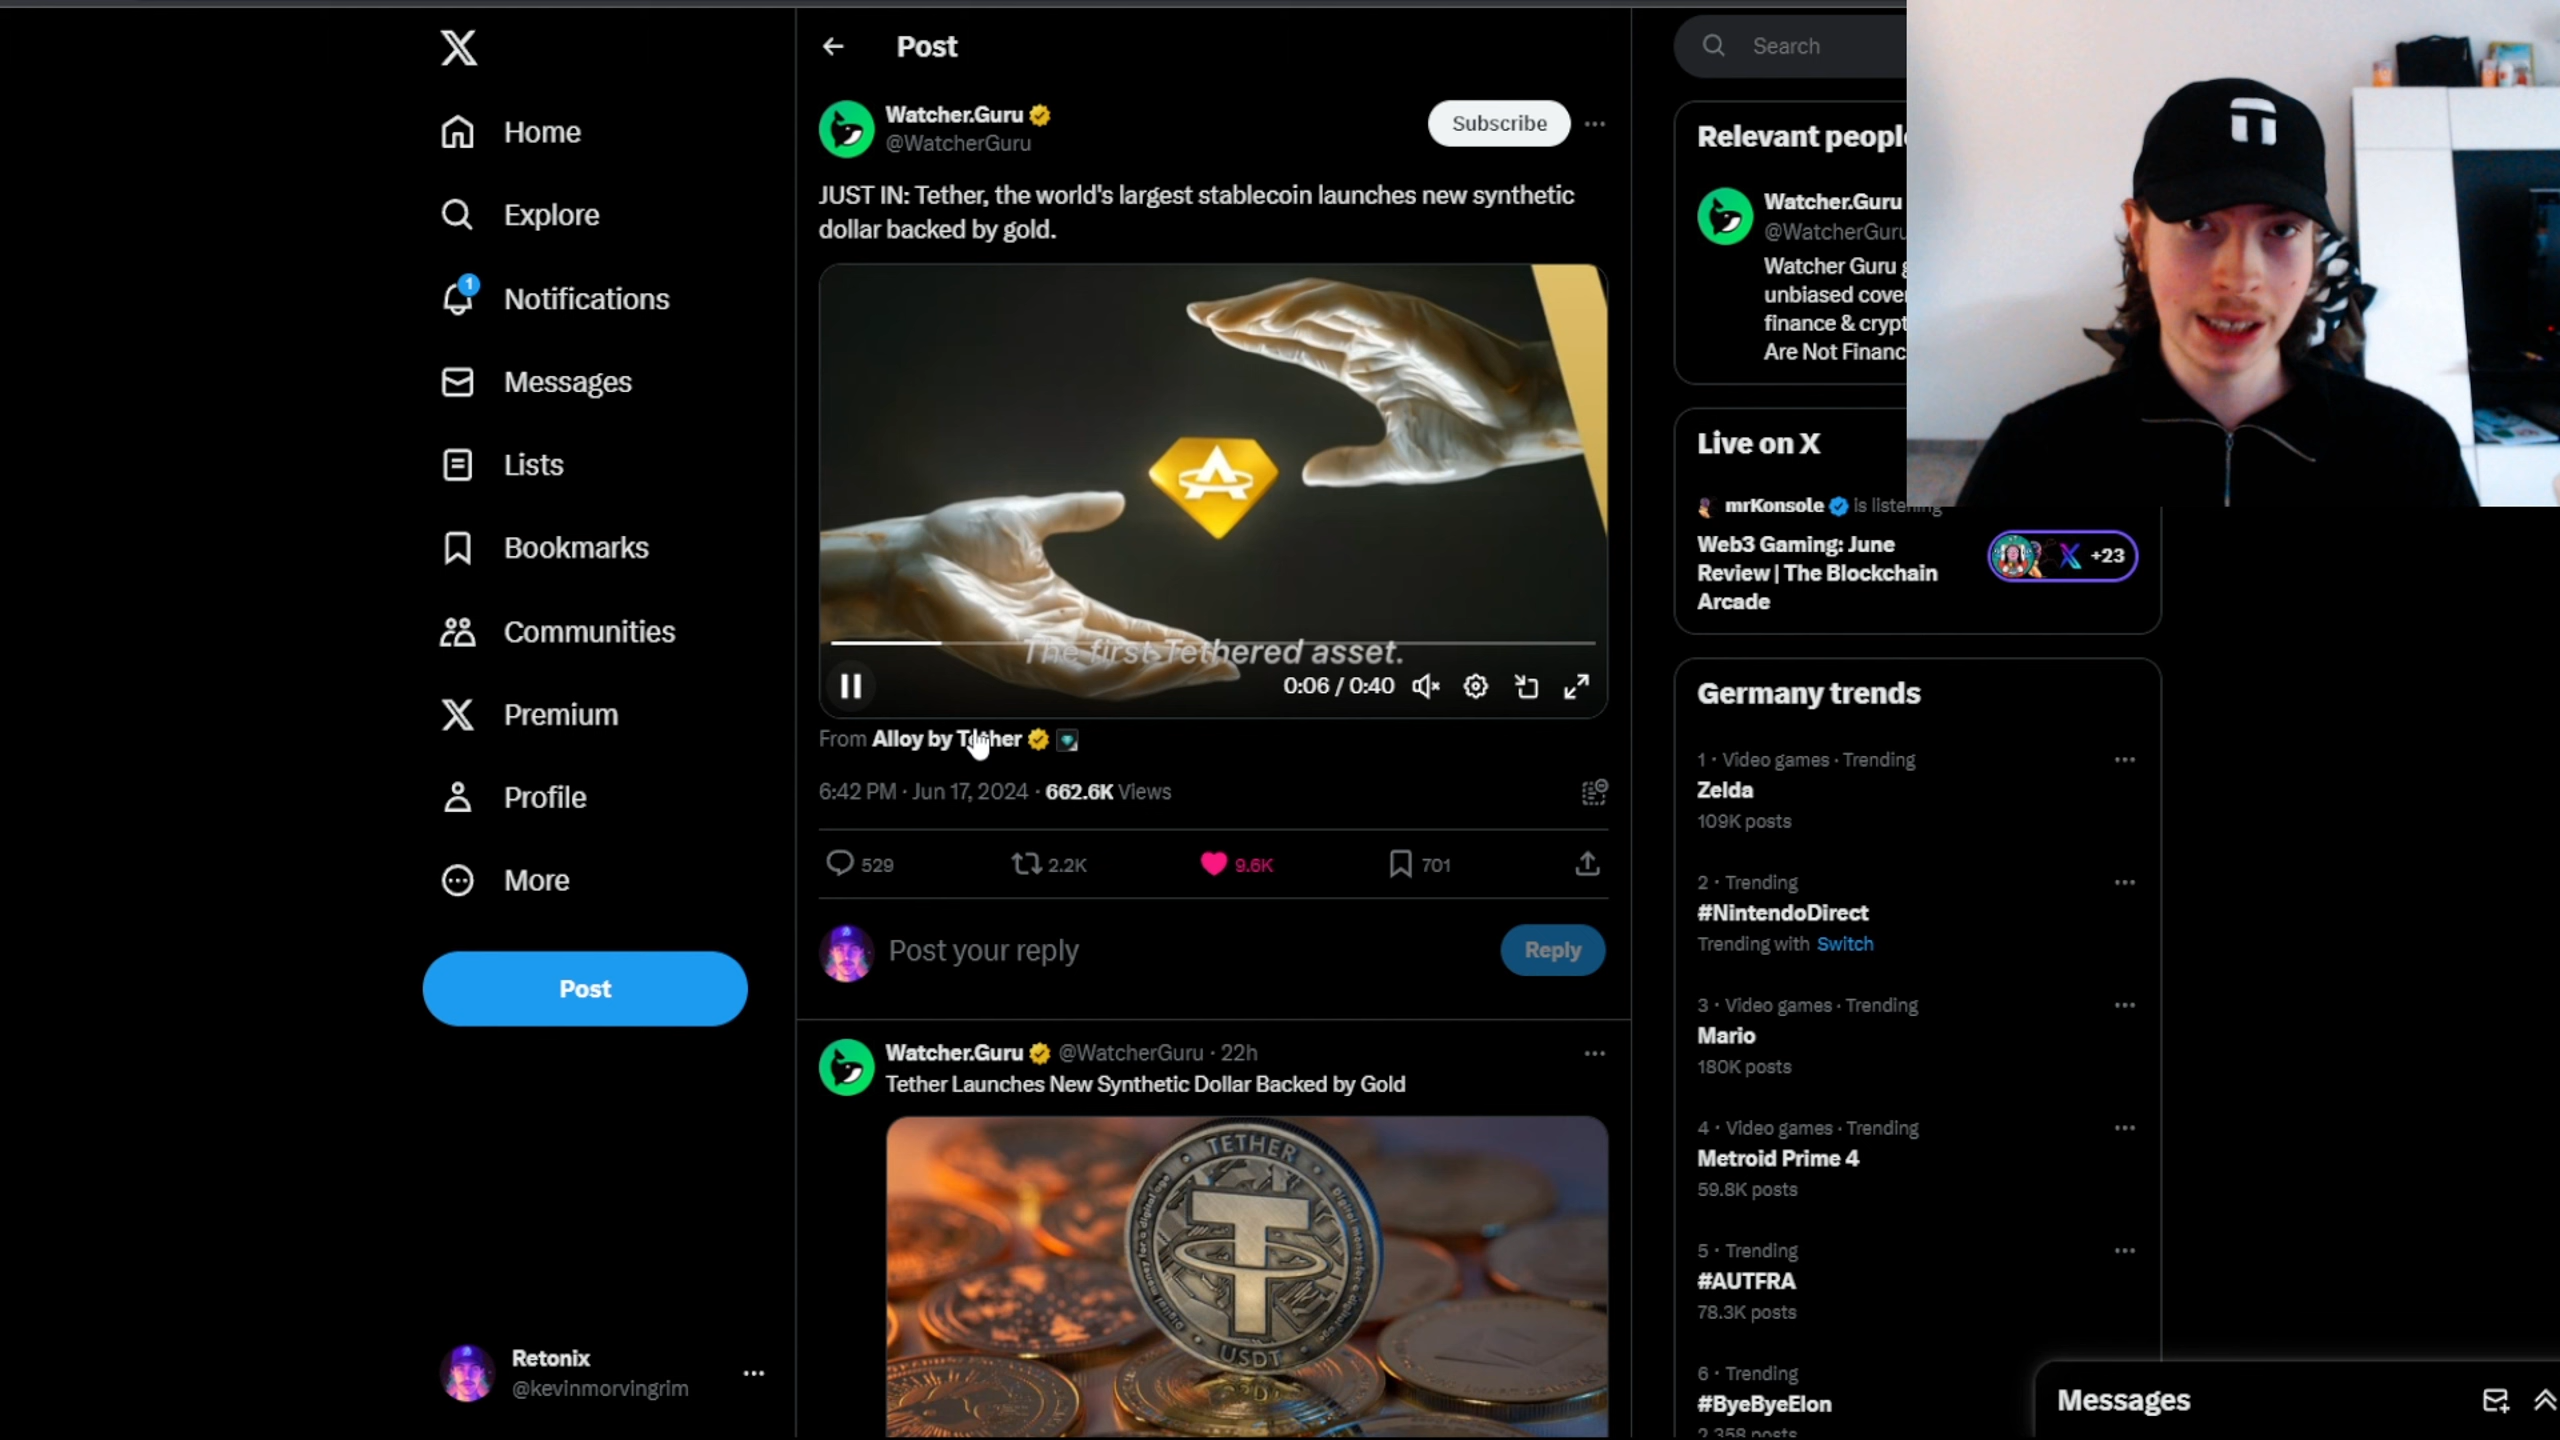 Home
Explore
1
Notifications
Messages
Lists
Bookmarks
Communities
Premium
Profile
More
Post
Retonix
@kevinmorvingrim
Post
Watcher.Guru
@WatcherGuru
Subscribe
JUST IN: Tether, the world's largest stablecoin launches new synthetic
dollar backed by gold.
The first Tethered asset.
0:06 / 0:40
From Alloy by Tether
6:42 PM · Jun 17, 2024 · 662.6K Views
529
2.2K
9.6K
701
Post your reply
Reply
Watcher.Guru @WatcherGuru · 22h
Tether Launches New Synthetic Dollar Backed by Gold
TETHER
Digital money for a digital age
USDT
Search
Relevant people
Watcher.Guru
@WatcherGuru
Watcher Guru
unbiased cove
finance & crypt
Are Not Financ
Live on X
mrKonsole is listening
Web3 Gaming: June
Review | The Blockchain
Arcade
+23
Germany trends
1 · Video games · Trending
Zelda
109K posts
2 · Trending
#NintendoDirect
Trending with Switch
3 · Video games · Trending
Mario
180K posts
4 · Video games · Trending
Metroid Prime 4
59.8K posts
5 · Trending
#AUTFRA
78.3K posts
6 · Trending
#ByeByeElon
2,358 posts
Messages